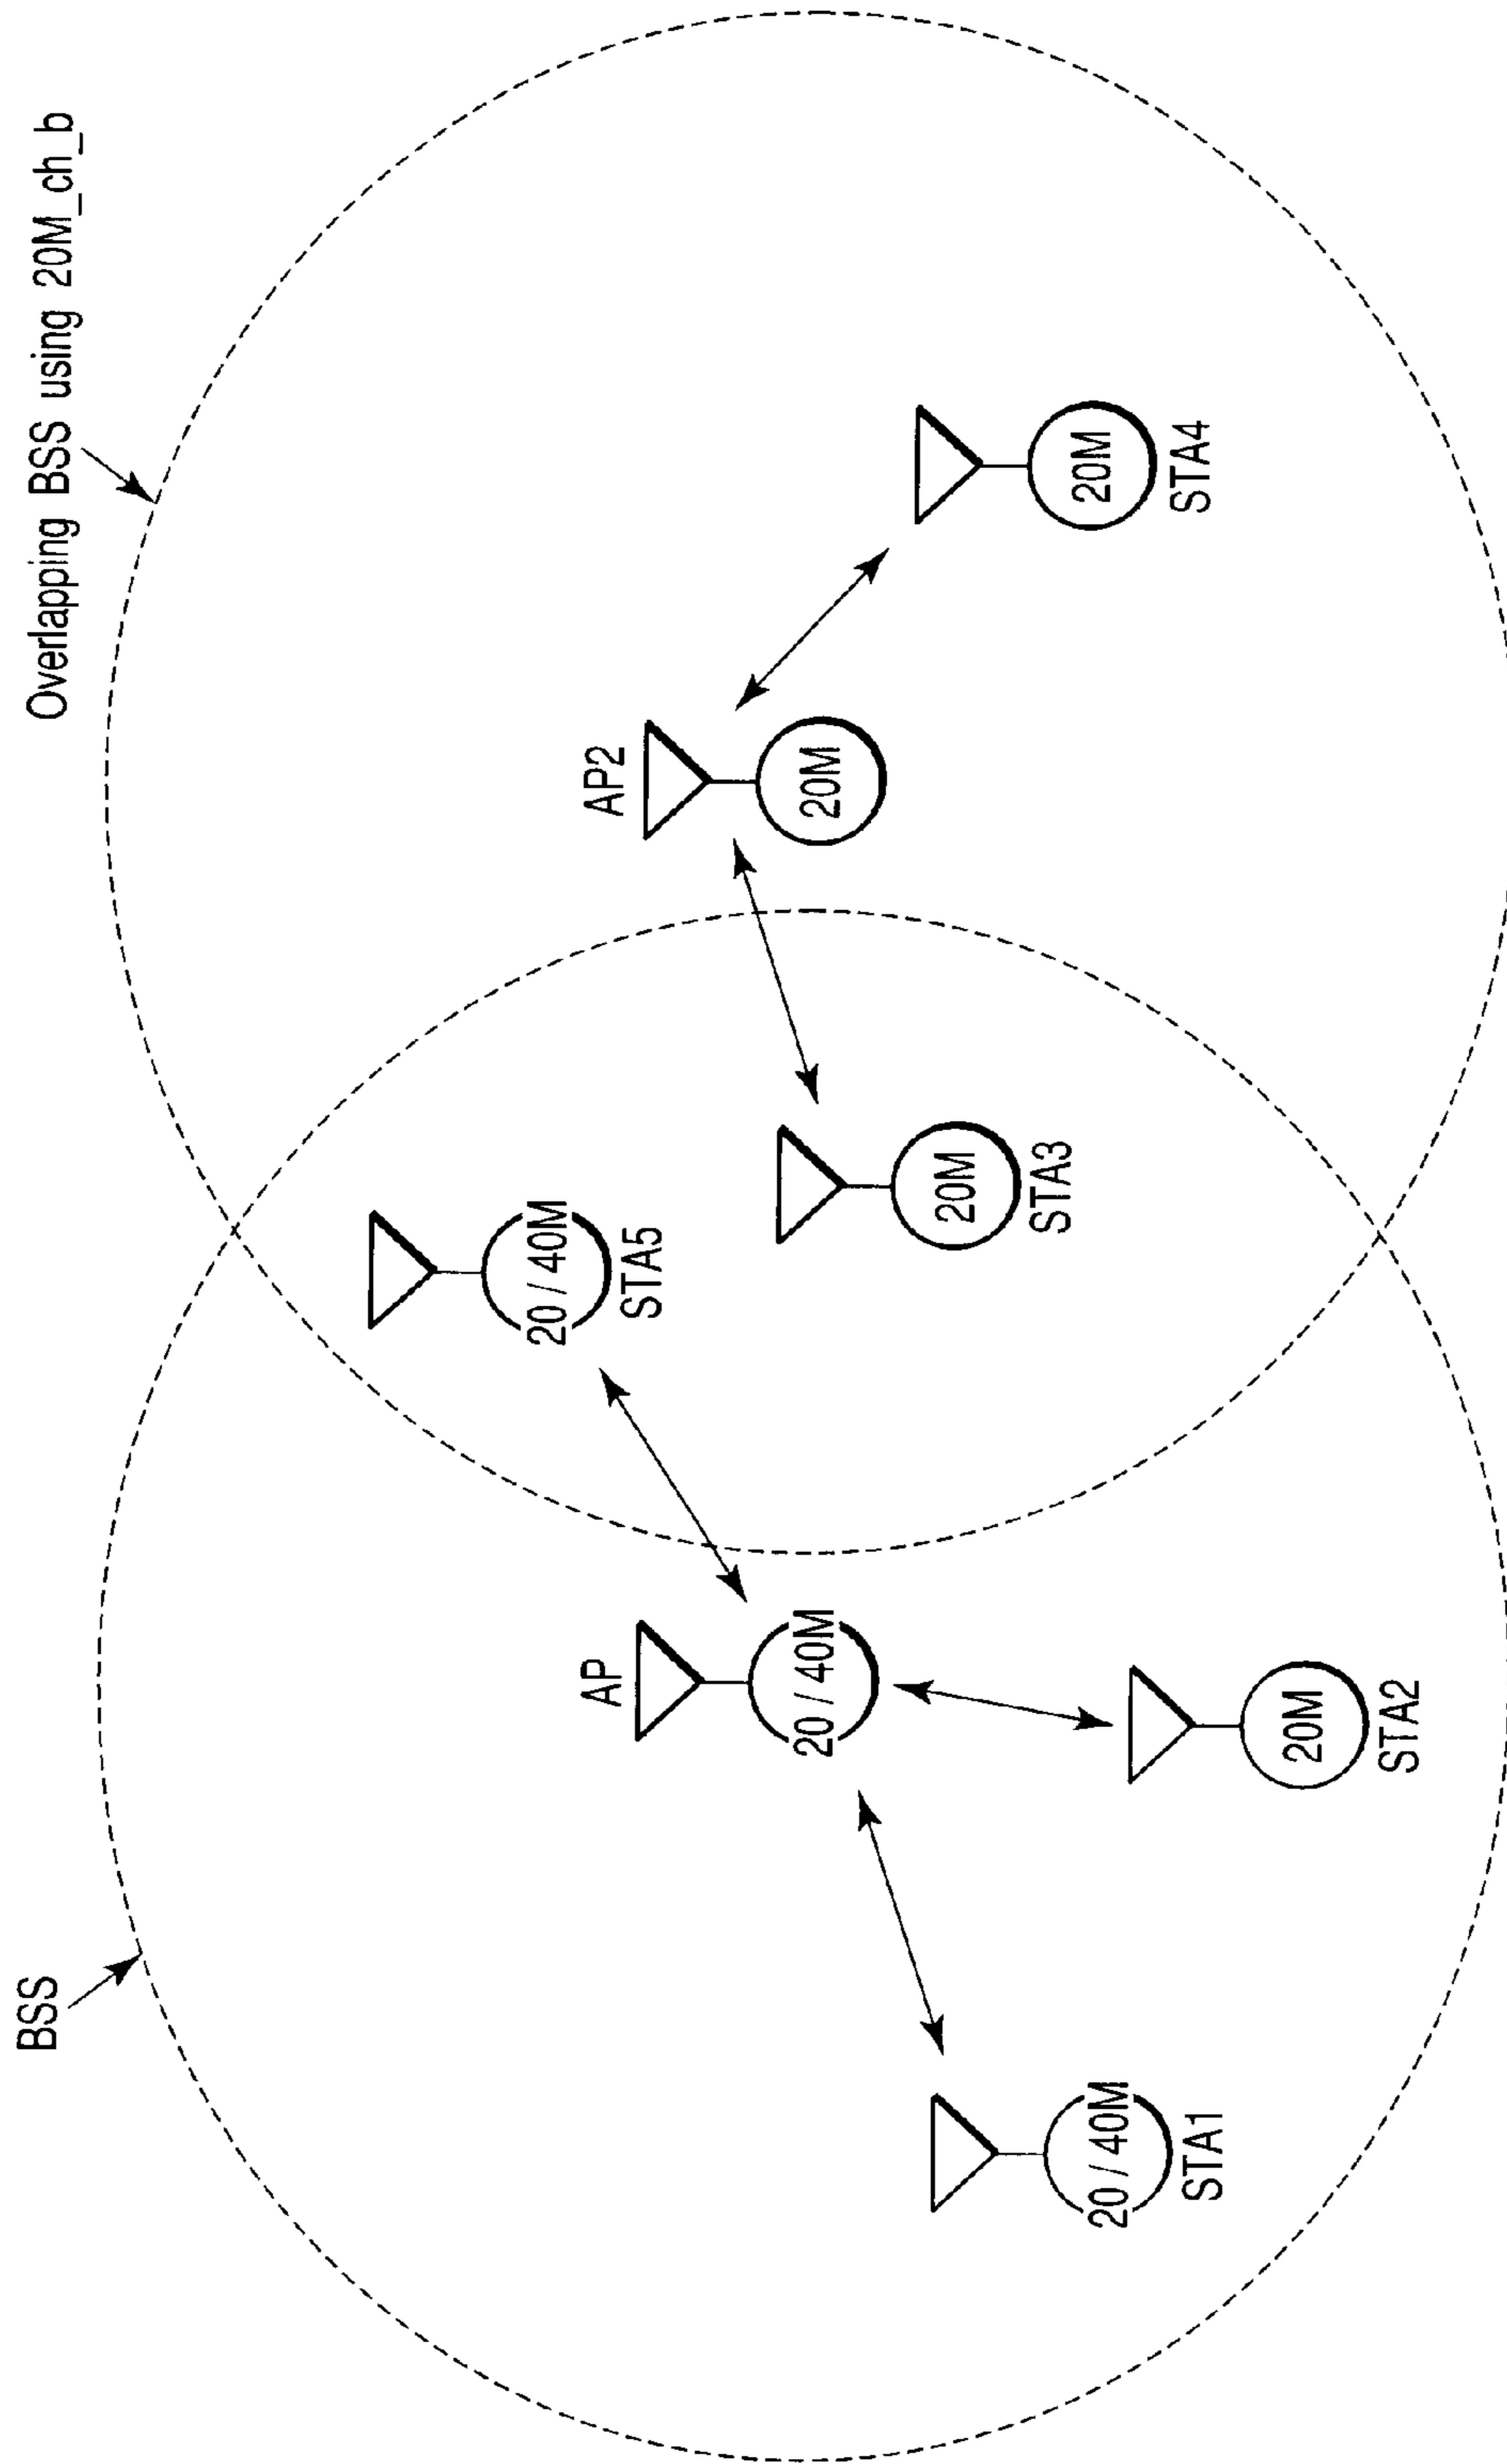 BSS
Overlapping BSS using 20M_ch_b
20 / 40M
STA5
AP
20 / 40M
AP2
20M
20M
STA3
20 / 40M
STA1
20M
STA4
20M
STA2